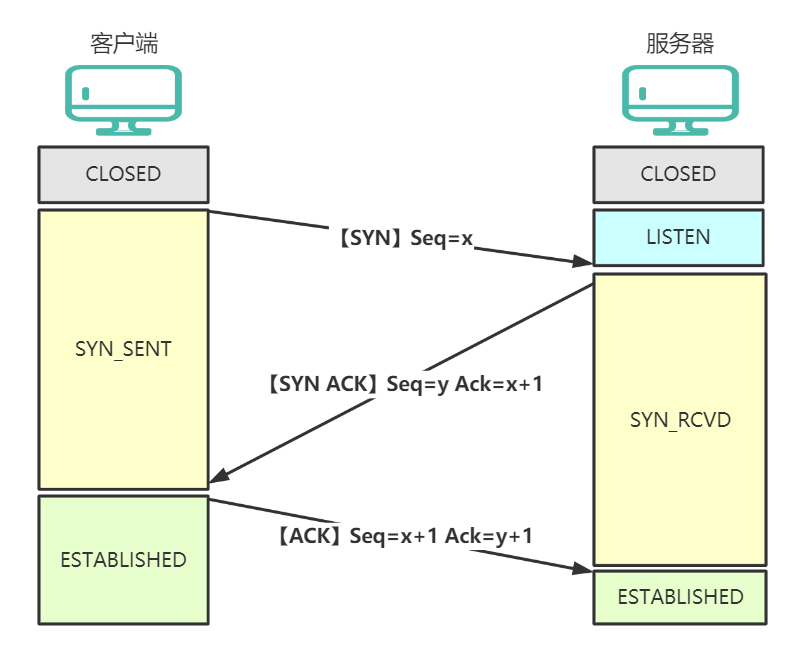 客户端
服务器
CLOSED
CLOSED
【SYN】Seq=x
LISTEN
SYN_SENT
【SYN ACK】Seq=y Ack=x+1
SYN_RCVD
【ACK】Seq=x+1 Ack=y+1
ESTABLISHED
ESTABLISHED